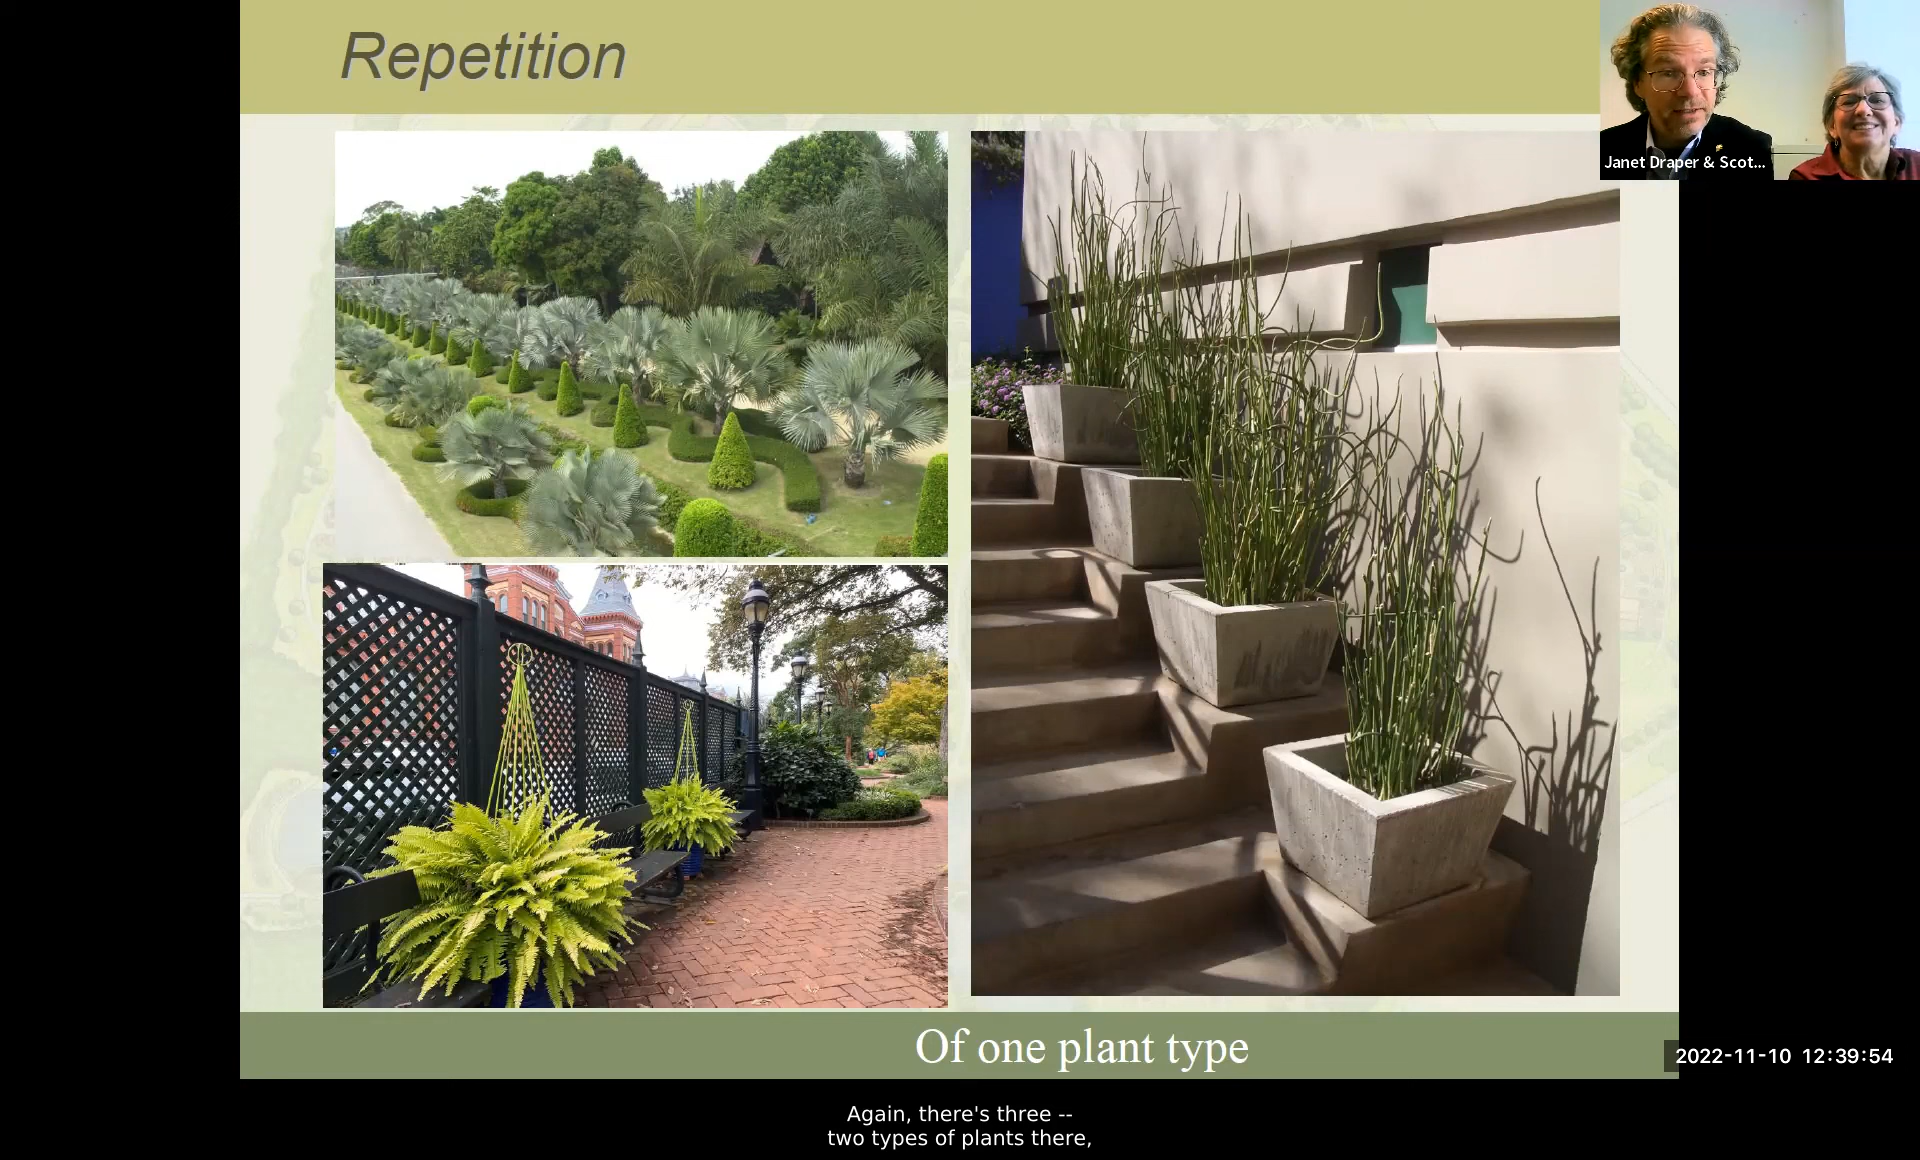 Repetition
Janet Draper & Scot...
Of one plant type
2022-11-10 12:39:54
Again, there's three --
two types of plants there,